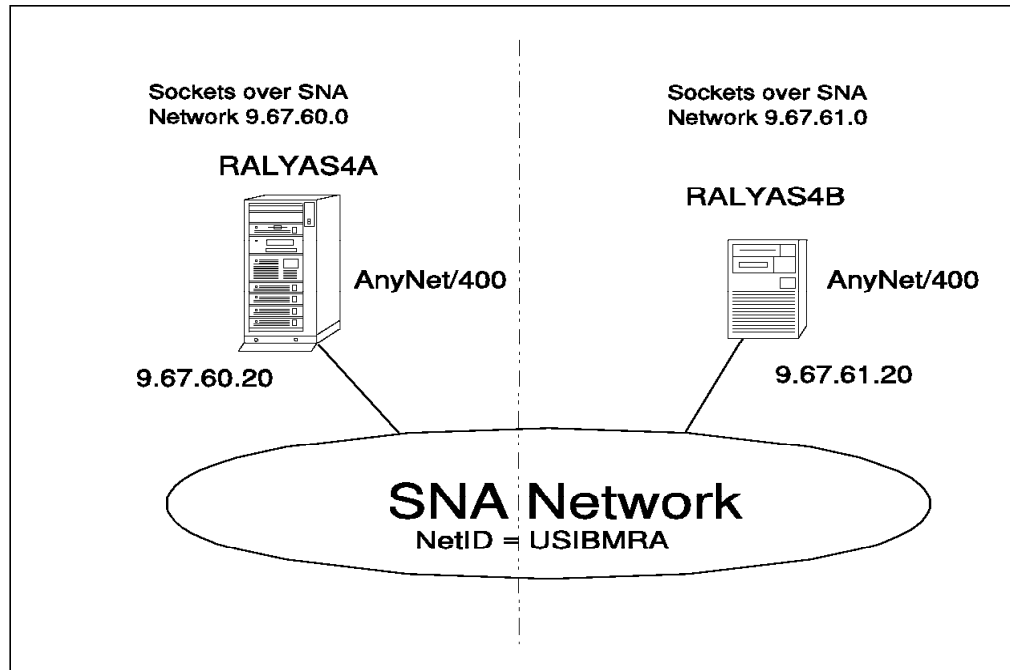 Sockets over SNA
Network 9.67.60.0
RALYAS4A
AnyNet/400
9.67.60.20
Sockets over SNA
Network 9.67.61.0
RALYAS4B
AnyNet/400
9.67.61.20
SNA Network
NetID = USIBMRA